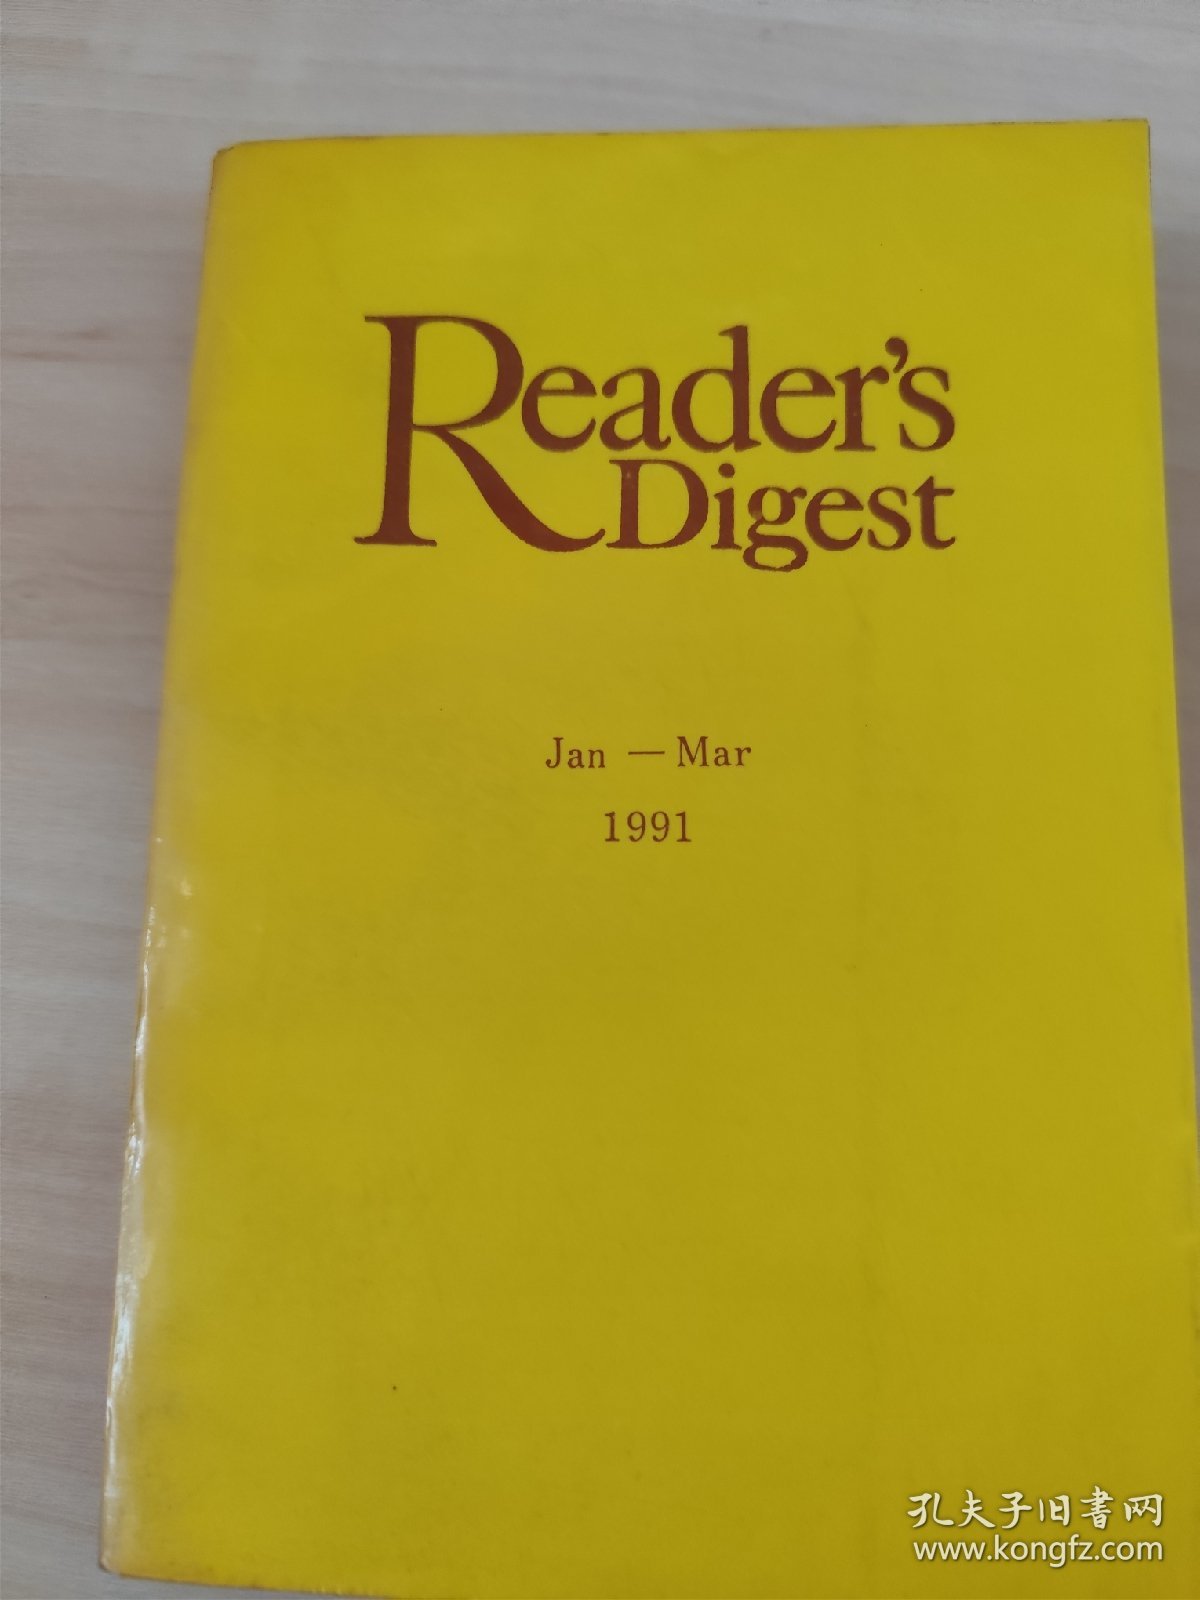 Reader's
Digest
Jan — Mar
1991
孔夫子旧书网
www.kongfz.com